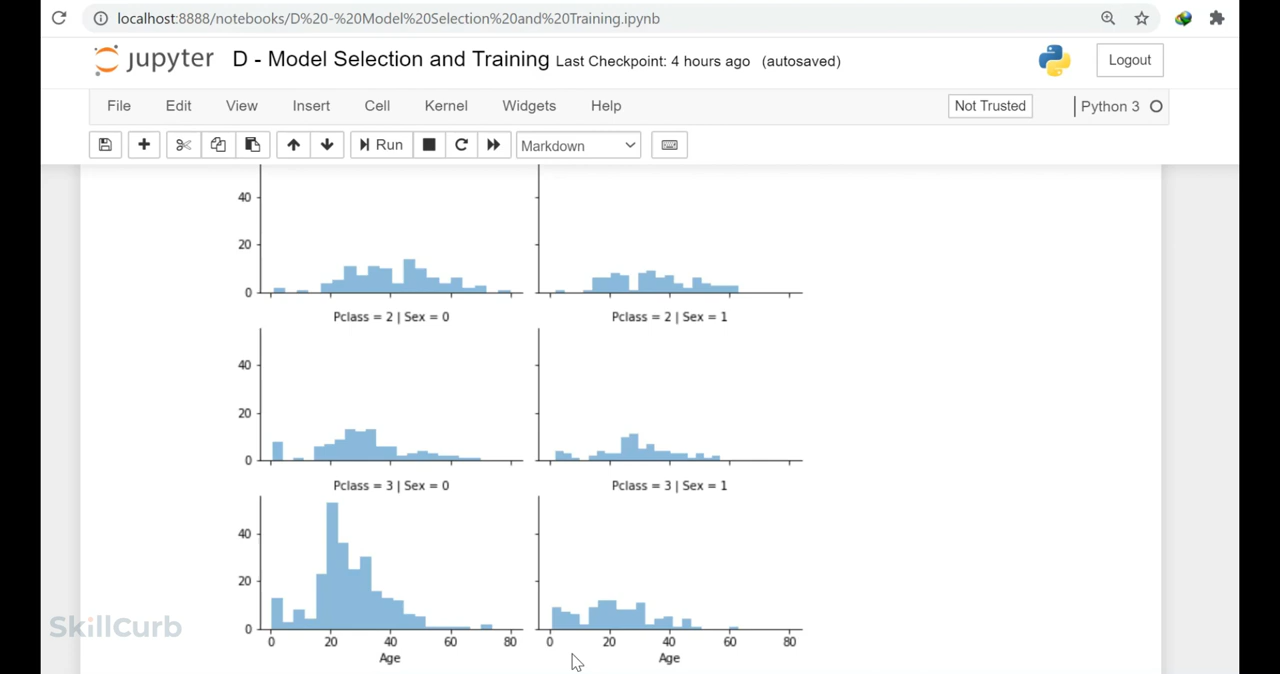 localhost:8888/notebooks/D%20-%20Model%20Selection%20and%20Training.ipynb
jupyter D - Model Selection and Training Last Checkpoint: 4 hours ago (autosaved) Logout
File Edit View Insert Cell Kernel Widgets Help Not Trusted Python 3
Run Markdown
40
20
0
Pclass = 2 | Sex = 0 Pclass = 2 | Sex = 1
40
20
0
Pclass = 3 | Sex = 0 Pclass = 3 | Sex = 1
40
20
0
0 20 40 60 80 0 20 40 60 80
Age Age
SkillCurb